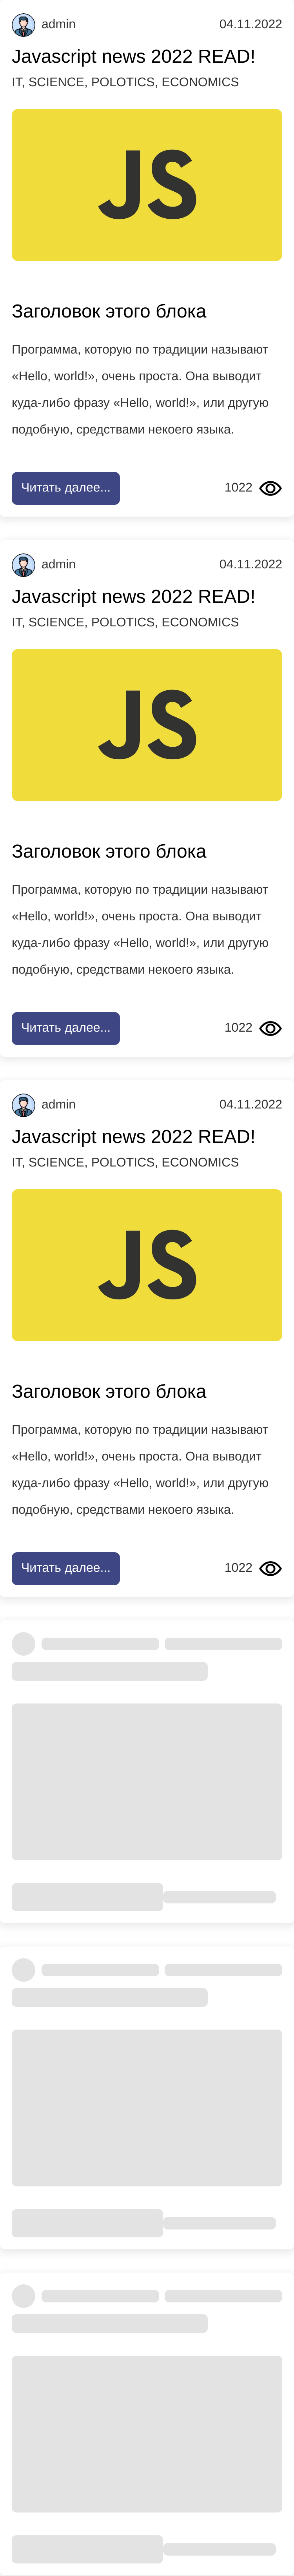 admin 04.11.2022
Javascript news 2022 READ!
IT, SCIENCE, POLOTICS, ECONOMICS
JS
Заголовок этого блока
Программа, которую по традиции называют
«Hello, world!», очень проста. Она выводит
куда-либо фразу «Hello, world!», или другую
подобную, средствами некоего языка.
Читать далее... 1022
admin 04.11.2022
Javascript news 2022 READ!
IT, SCIENCE, POLOTICS, ECONOMICS
JS
Заголовок этого блока
Программа, которую по традиции называют
«Hello, world!», очень проста. Она выводит
куда-либо фразу «Hello, world!», или другую
подобную, средствами некоего языка.
Читать далее... 1022
admin 04.11.2022
Javascript news 2022 READ!
IT, SCIENCE, POLOTICS, ECONOMICS
JS
Заголовок этого блока
Программа, которую по традиции называют
«Hello, world!», очень проста. Она выводит
куда-либо фразу «Hello, world!», или другую
подобную, средствами некоего языка.
Читать далее... 1022